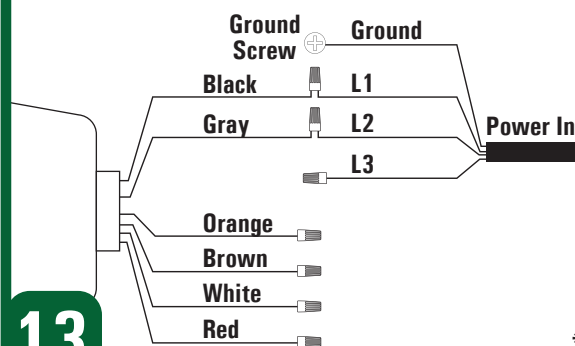 Ground
Screw
Ground
Black
L1
Gray
L2
Power In
L3
Orange
Brown
White
Red
13